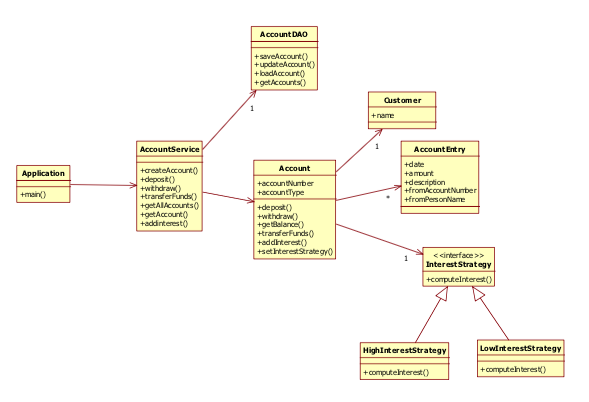 AccountDAO
+saveAccount()
+updateAccount()
+loadAccount()
+getAccounts()
1
Customer
+name
1
AccountService
+createAccount()
+deposit()
+withdraw()
+transferFunds()
+getAllAccounts()
+getAccount()
+addinterest()
AccountEntry
+date
+amount
+description
+fromAccountNumber
+fromPersonName
*
Application
+main()
Account
+accountNumber
+accountType
+deposit()
+withdraw()
+getBalance()
+transferFunds()
+addInterest()
+setInterestStrategy()
1
<<interface>>
InterestStrategy
+computeInterest()
HighInterestStrategy
+computeInterest()
LowInterestStrategy
+computeInterest()